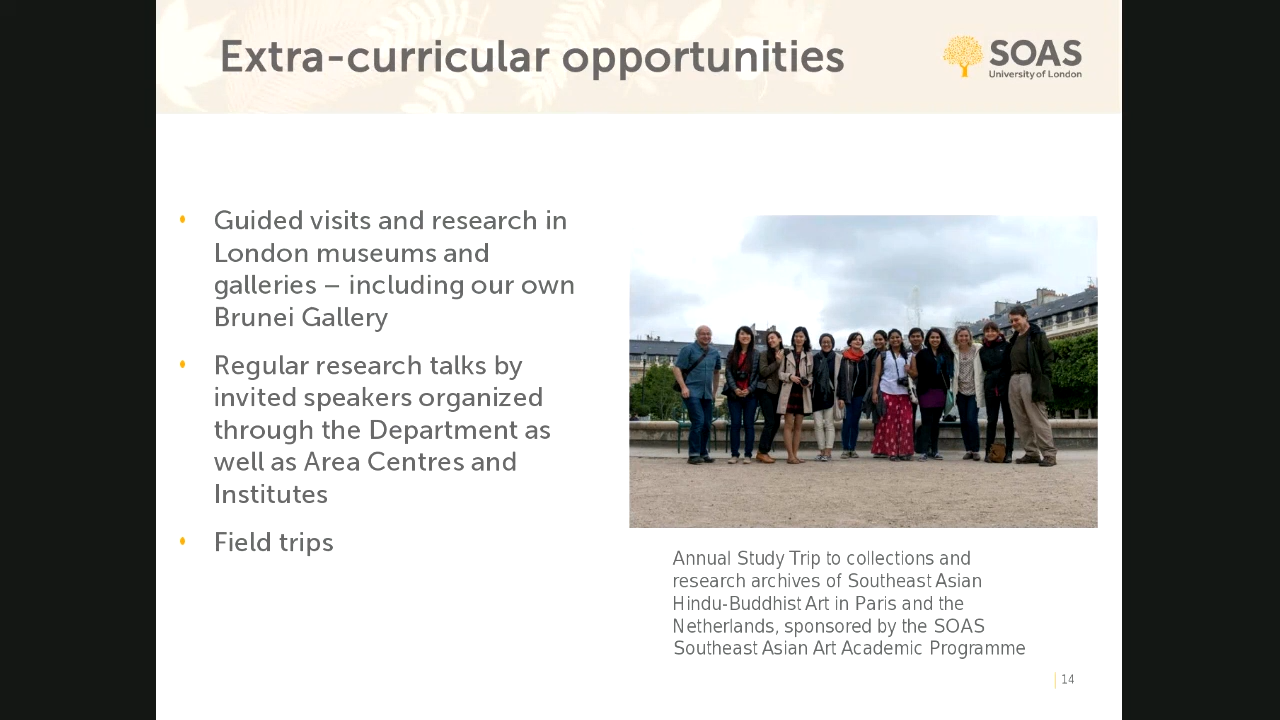 Extra-curricular opportunities
SOAS
University of London
Guided visits and research in
London museums and
galleries – including our own
Brunei Gallery
Regular research talks by
invited speakers organized
through the Department as
well as Area Centres and
Institutes
Field trips
Annual Study Trip to collections and
research archives of Southeast Asian
Hindu-Buddhist Art in Paris and the
Netherlands, sponsored by the SOAS
Southeast Asian Art Academic Programme
14